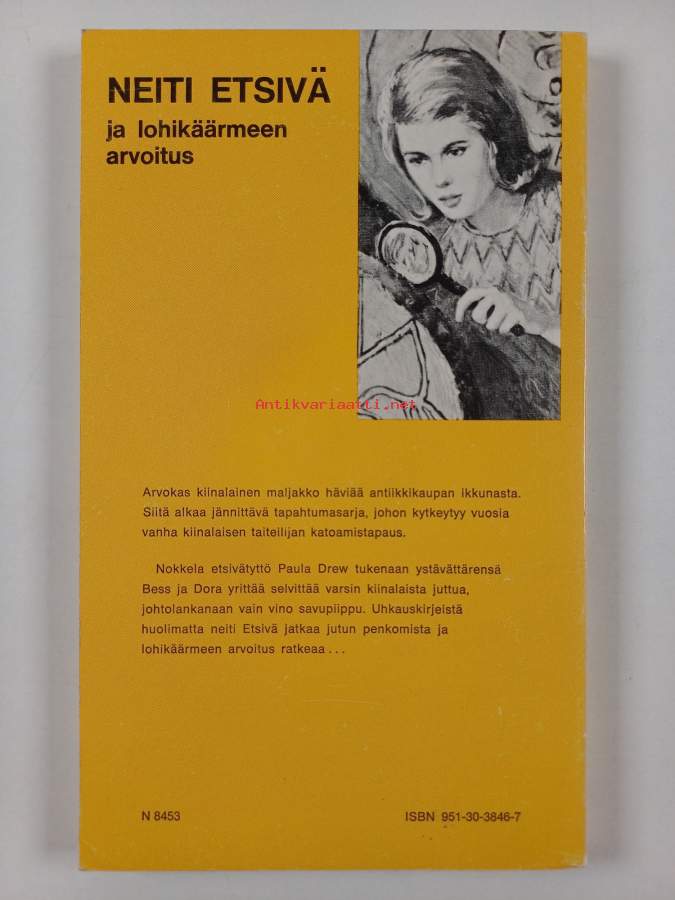 NEITI ETSIVÄ
ja lohikäärmeen
arvoitus
Antikvariaatti.net
Arvokas kiinalainen maljakko häviää antiikkikaupan ikkunasta.
Siitä alkaa jännittävä tapahtumasarja, johon kytkeytyy vuosia
vanha kiinalaisen taiteilijan katoamistapaus.
Nokkela etsivätyttö Paula Drew tukenaan ystävättärensä
Bess ja Dora yrittää selvittää varsin kiinalaista juttua,
johtolankanaan vain vino savupiippu. Uhkauskirjeistä
huolimatta neiti Etsivä jatkaa jutun penkomista ja
lohikäärmeen arvoitus ratkeaa...
N 8453
ISBN 951-30-3846-7